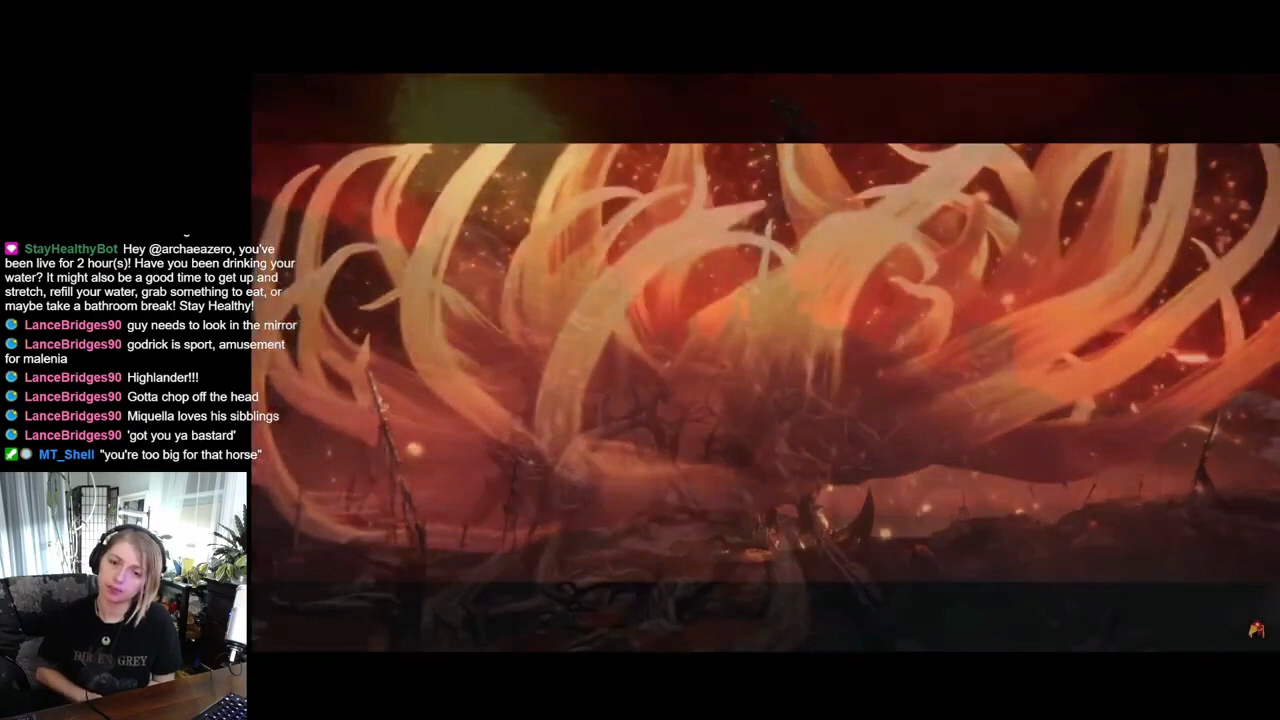 StayHealthyBot Hey @archaeazero, you've
been live for 2 hour(s)! Have you been drinking your
water? It might also be a good time to get up and
stretch, refill your water, grab something to eat, or
maybe take a bathroom break! Stay Healthy!
LanceBridges90 guy needs to look in the mirror
LanceBridges90 godrick is sport, amusement
for malenia
LanceBridges90 Highlander!!!
LanceBridges90 Gotta chop off the head
LanceBridges90 Miquella loves his sibblings
LanceBridges90 'got you ya bastard'
MT_Shell "you're too big for that horse"
DIR EN GREY